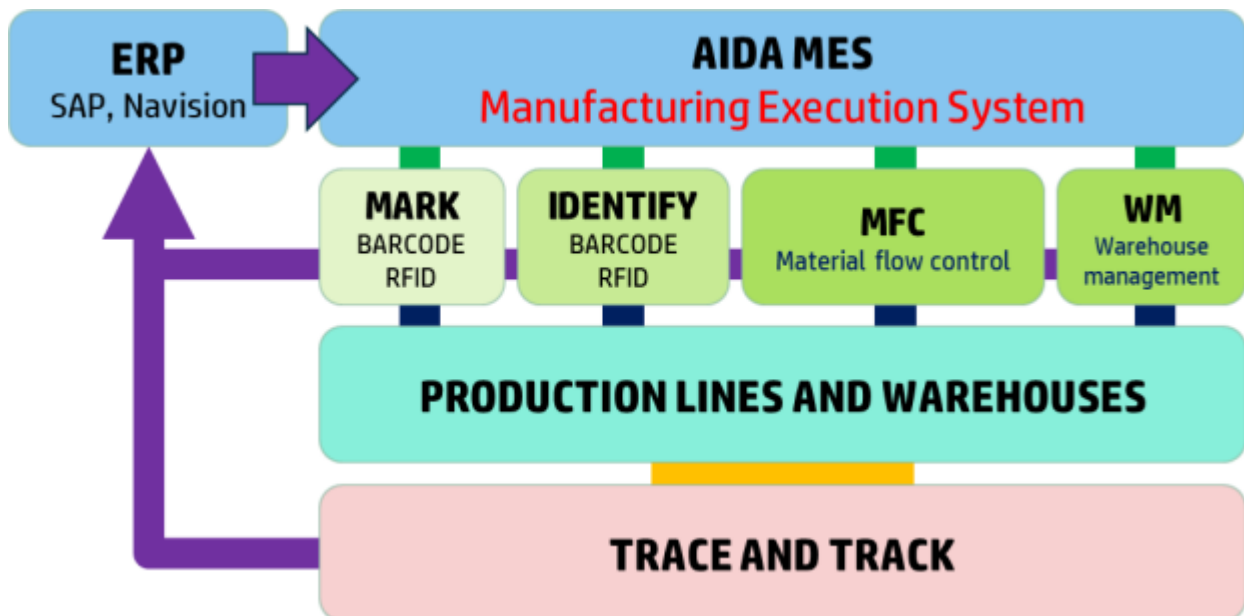 ERP
SAP, Navision
AIDA MES
Manufacturing Execution System
MARK
BARCODE
RFID
IDENTIFY
BARCODE
RFID
MFC
Material flow control
WM
Warehouse
management
PRODUCTION LINES AND WAREHOUSES
TRACE AND TRACK